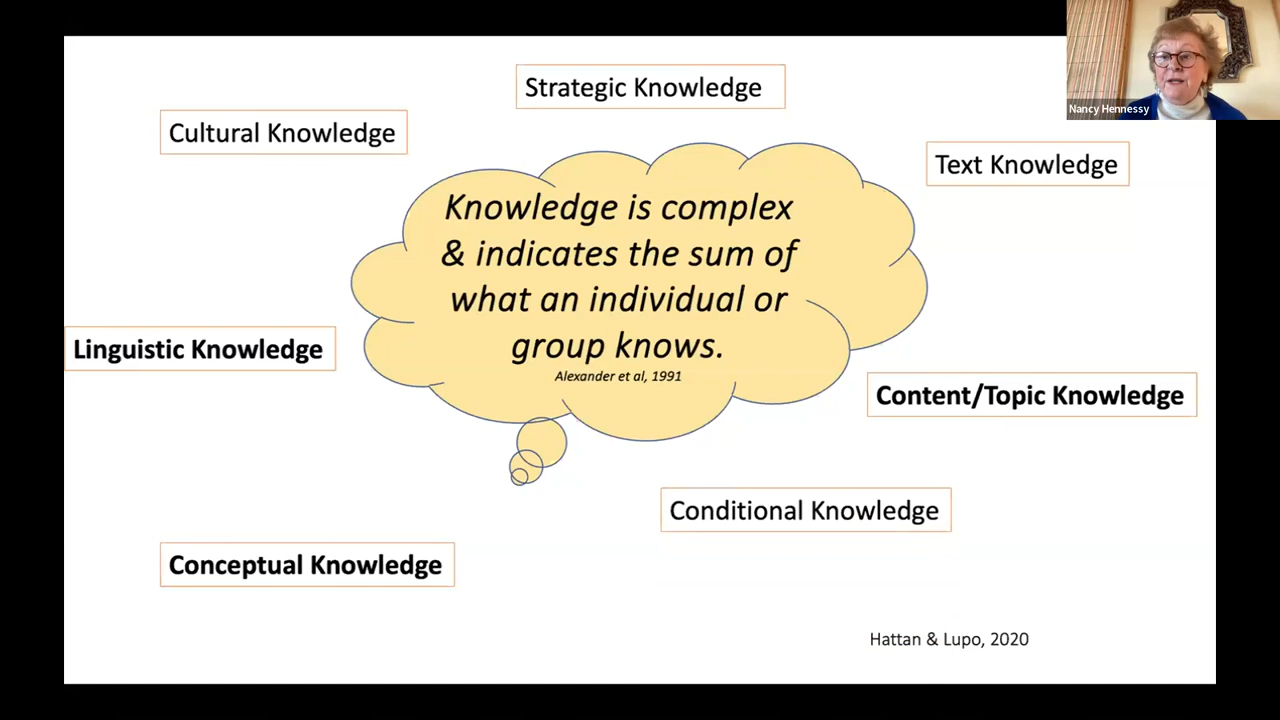 Nancy Hennessy
Strategic Knowledge
Cultural Knowledge
Text Knowledge
Knowledge is complex
& indicates the sum of
what an individual or
group knows.
Alexander et al, 1991
Linguistic Knowledge
Content/Topic Knowledge
Conditional Knowledge
Conceptual Knowledge
Hattan & Lupo, 2020